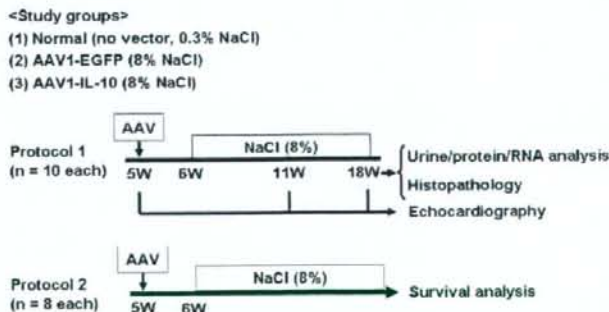 <Study groups>
(1) Normal (no vector, 0.3% NaCl)
(2) AAV1-EGFP (8% NaCl)
(3) AAV1-IL-10 (8% NaCl)
AAV
NaCl (8%)
Protocol 1
(n = 10 each)
5W 6W 11W 18W
Urine/protein/RNA analysis
Histopathology
Echocardiography
AAV
NaCl (8%)
Protocol 2
(n = 8 each)
5W 6W
Survival analysis